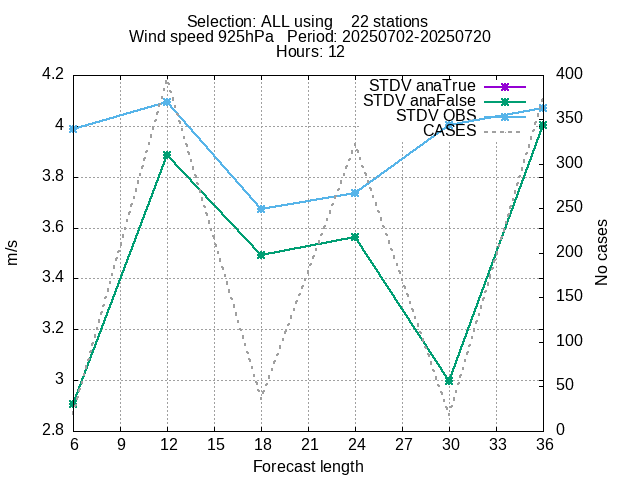 Selection: ALL using    22 stations
Wind speed 925hPa   Period: 20250702-20250720
Hours: 12
4.2
4
3.8
3.6
3.4
3.2
3
2.8
m/s
STDV anaTrue
STDV anaFalse
STDV OBS
CASES
400
350
300
250
200
150
100
50
0
No cases
6 9 12 15 18 21 24 27 30 33 36
Forecast length